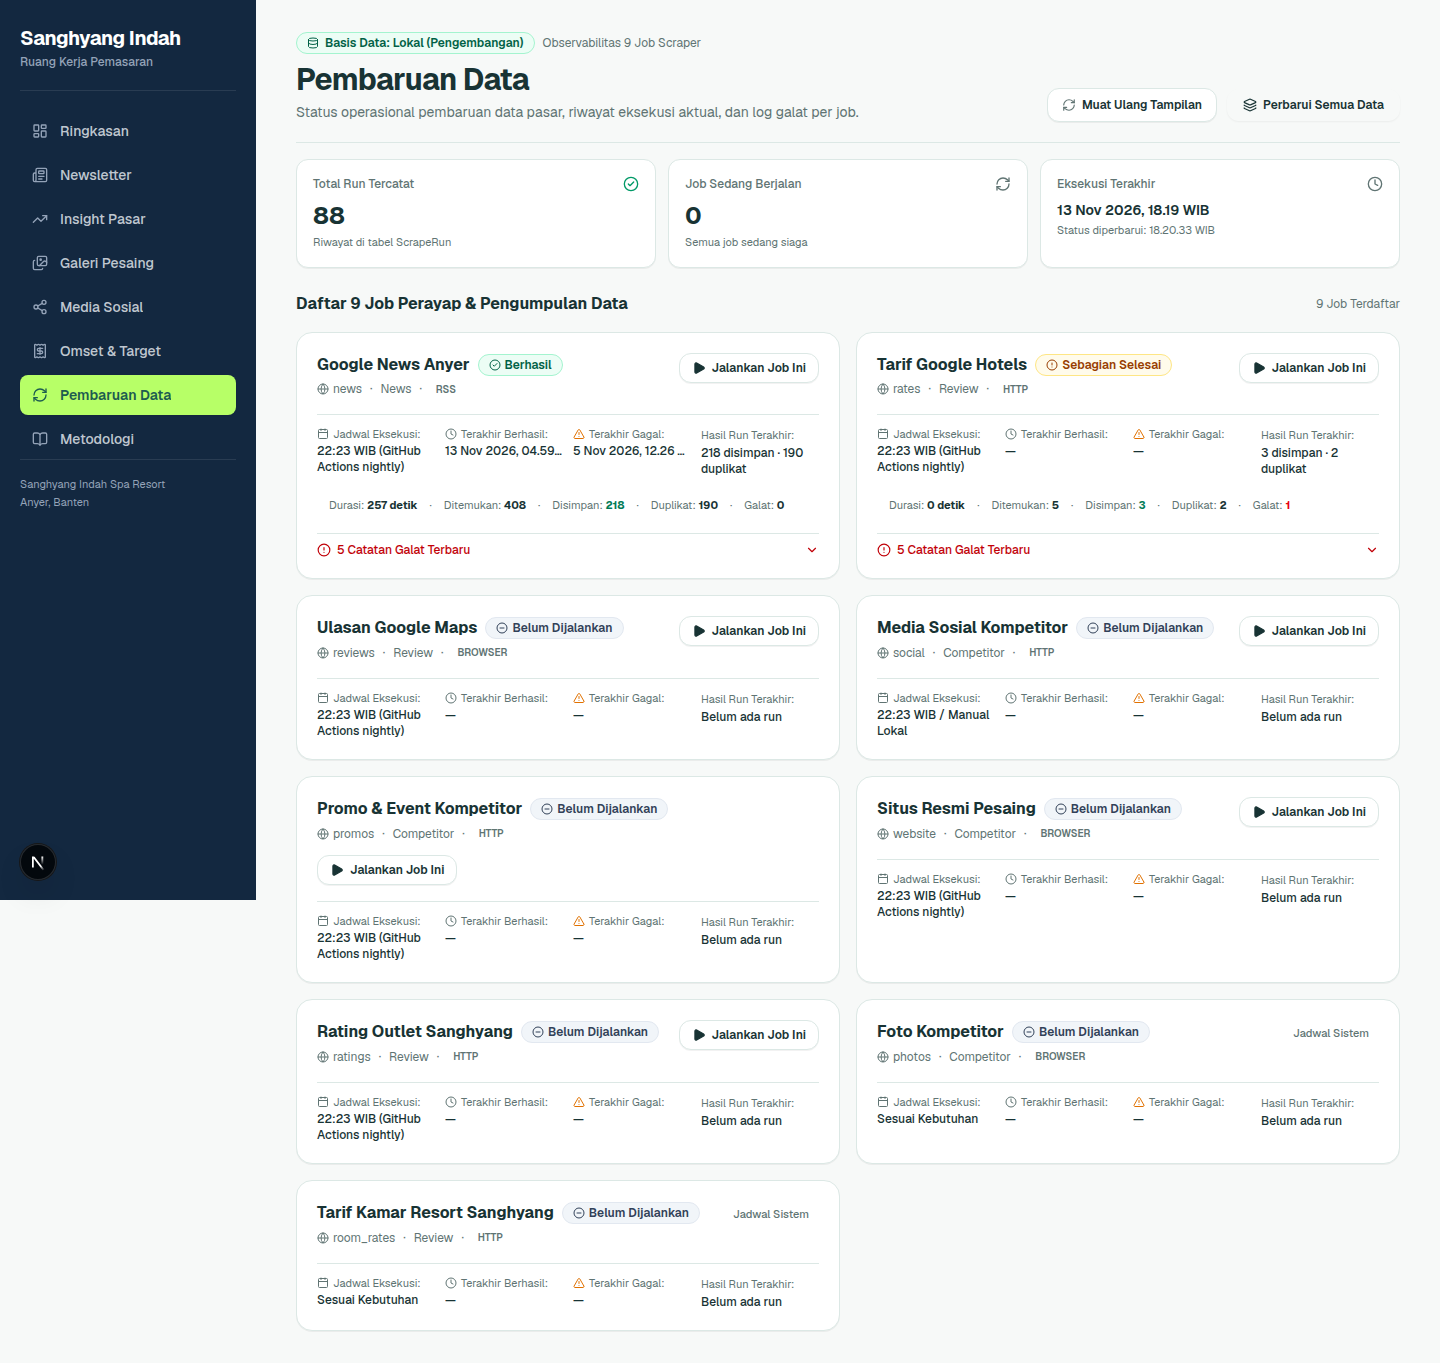 Sanghyang Indah
Ruang Kerja Pemasaran
Ringkasan
Newsletter
Insight Pasar
Galeri Pesaing
Media Sosial
Omset & Target
Pembaruan Data
Metodologi
Sanghyang Indah Spa Resort
Anyer, Banten
N
Basis Data: Lokal (Pengembangan) Observabilitas 9 Job Scraper
Pembaruan Data
Status operasional pembaruan data pasar, riwayat eksekusi aktual, dan log galat per job.
Muat Ulang Tampilan
Perbarui Semua Data
Total Run Tercatat
88
Riwayat di tabel ScrapeRun
Job Sedang Berjalan
0
Semua job sedang siaga
Eksekusi Terakhir
13 Nov 2026, 18.19 WIB
Status diperbarui: 18.20.33 WIB
Daftar 9 Job Perayap & Pengumpulan Data
9 Job Terdaftar
Google News Anyer Berhasil
Jalankan Job Ini
news · News · RSS
Jadwal Eksekusi:
22:23 WIB (GitHub
Actions nightly)
Terakhir Berhasil:
13 Nov 2026, 04.59...
Terakhir Gagal:
5 Nov 2026, 12.26 ...
Hasil Run Terakhir:
218 disimpan · 190
duplikat
Durasi: 257 detik · Ditemukan: 408 · Disimpan: 218 · Duplikat: 190 · Galat: 0
5 Catatan Galat Terbaru
Tarif Google Hotels Sebagian Selesai
Jalankan Job Ini
rates · Review · HTTP
Jadwal Eksekusi:
22:23 WIB (GitHub
Actions nightly)
Terakhir Berhasil:
—
Terakhir Gagal:
—
Hasil Run Terakhir:
3 disimpan · 2
duplikat
Durasi: 0 detik · Ditemukan: 5 · Disimpan: 3 · Duplikat: 2 · Galat: 1
5 Catatan Galat Terbaru
Ulasan Google Maps Belum Dijalankan
Jalankan Job Ini
reviews · Review · BROWSER
Jadwal Eksekusi:
22:23 WIB (GitHub
Actions nightly)
Terakhir Berhasil:
—
Terakhir Gagal:
—
Hasil Run Terakhir:
Belum ada run
Media Sosial Kompetitor Belum Dijalankan
Jalankan Job Ini
social · Competitor · HTTP
Jadwal Eksekusi:
22:23 WIB / Manual
Lokal
Terakhir Berhasil:
—
Terakhir Gagal:
—
Hasil Run Terakhir:
Belum ada run
Promo & Event Kompetitor Belum Dijalankan
promos · Competitor · HTTP
Jalankan Job Ini
Jadwal Eksekusi:
22:23 WIB (GitHub
Actions nightly)
Terakhir Berhasil:
—
Terakhir Gagal:
—
Hasil Run Terakhir:
Belum ada run
Situs Resmi Pesaing Belum Dijalankan
Jalankan Job Ini
website · Competitor · BROWSER
Jadwal Eksekusi:
22:23 WIB (GitHub
Actions nightly)
Terakhir Berhasil:
—
Terakhir Gagal:
—
Hasil Run Terakhir:
Belum ada run
Rating Outlet Sanghyang Belum Dijalankan
Jalankan Job Ini
ratings · Review · HTTP
Jadwal Eksekusi:
22:23 WIB (GitHub
Actions nightly)
Terakhir Berhasil:
—
Terakhir Gagal:
—
Hasil Run Terakhir:
Belum ada run
Foto Kompetitor Belum Dijalankan
Jadwal Sistem
photos · Competitor · BROWSER
Jadwal Eksekusi:
Sesuai Kebutuhan
Terakhir Berhasil:
—
Terakhir Gagal:
—
Hasil Run Terakhir:
Belum ada run
Tarif Kamar Resort Sanghyang Belum Dijalankan
Jadwal Sistem
room_rates · Review · HTTP
Jadwal Eksekusi:
Sesuai Kebutuhan
Terakhir Berhasil:
—
Terakhir Gagal:
—
Hasil Run Terakhir:
Belum ada run